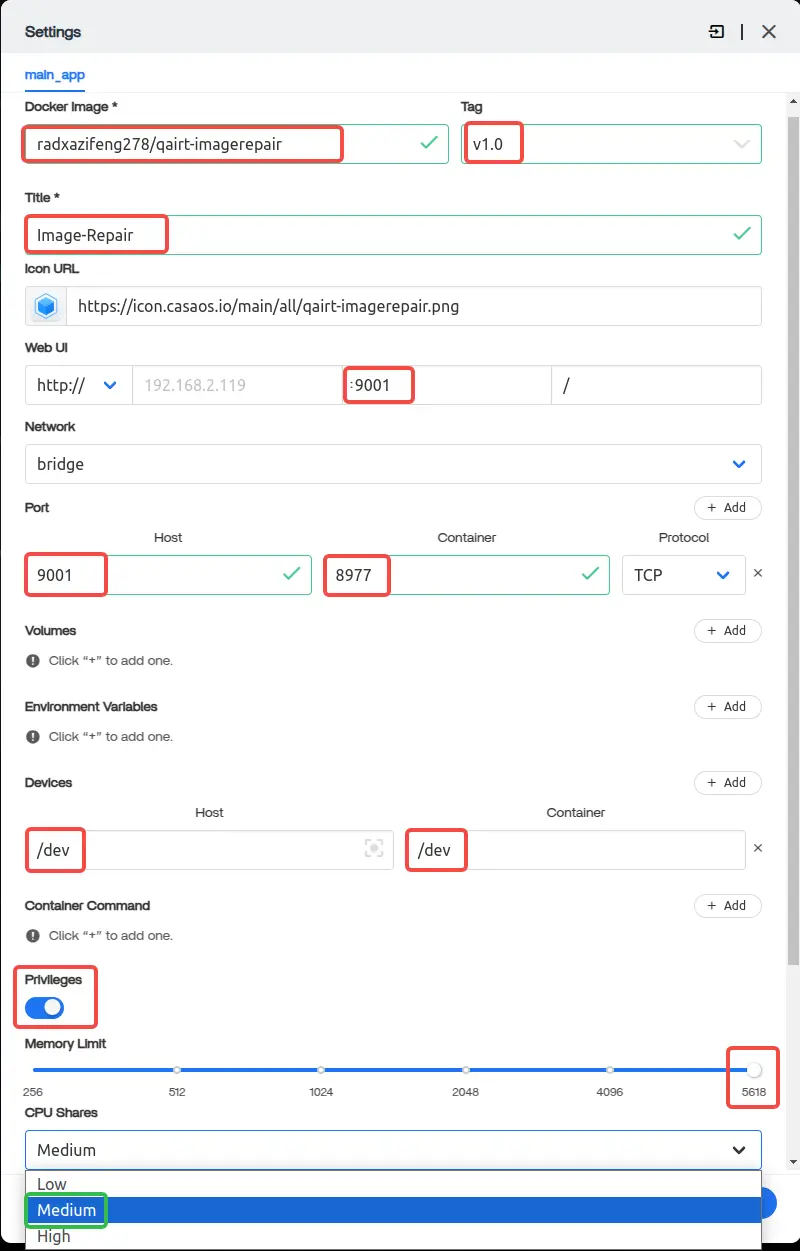 Settings
main_app
Docker Image * Tag
radxazifeng278/qairt-imagerepair v1.0
Title *
Image-Repair
Icon URL
https://icon.casaos.io/main/all/qairt-imagerepair.png
Web UI
http:// 192.168.2.119 :9001 /
Network
bridge
Port + Add
Host Container Protocol
9001 8977 TCP ×
Volumes + Add
Click “+” to add one.
Environment Variables + Add
Click “+” to add one.
Devices + Add
Host Container
/dev /dev ×
Container Command + Add
Click “+” to add one.
Privileges
Memory Limit
256 512 1024 2048 4096 5618
CPU Shares
Medium
Low
Medium
High